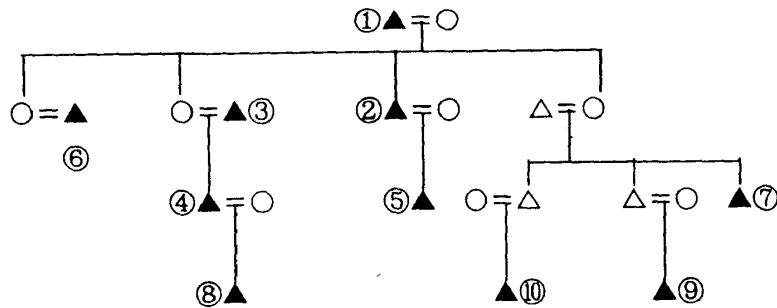 ①
③ ②
⑥
④ ⑤ ⑦
⑧ ⑩ ⑨